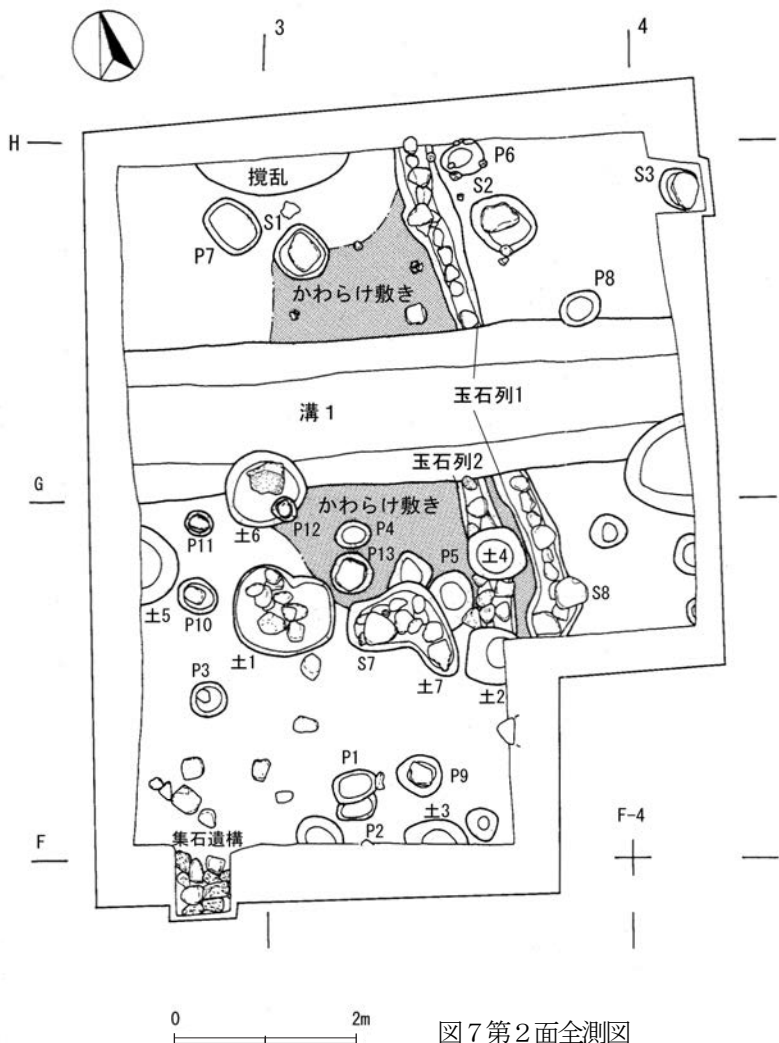 3
4
H
P6
撹乱
S3
S2
S1
P7
P8
かわらけ敷き
玉石列1
溝1
玉石列2
G
かわらけ敷き
P12
P4
P11
土6
P13
P5
土4
P10
S8
土5
土1
S7
土7
土2
P3
P1
P9
F-4
P2
土3
F
集石遺構
0
2m
図7第2面全測図